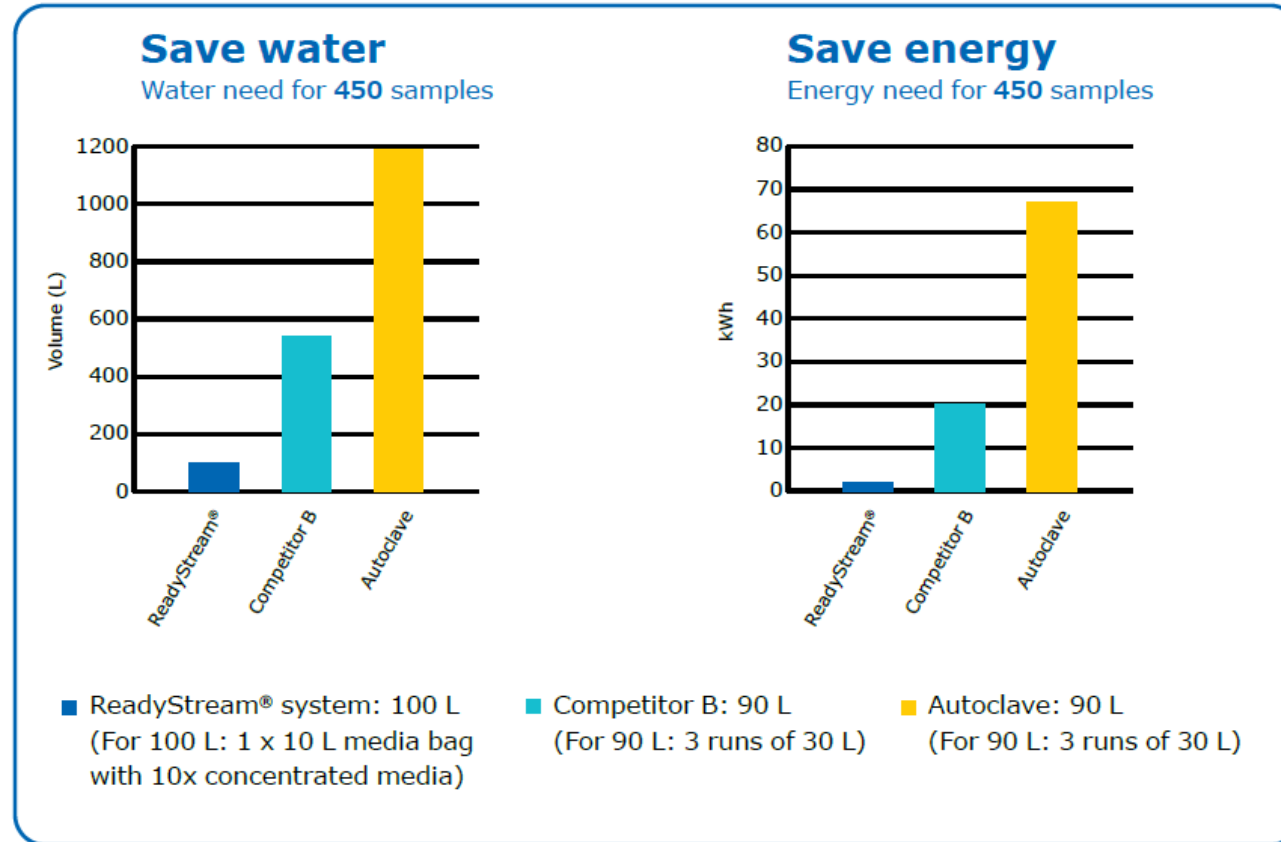 Save water
Water need for 450 samples
1200
1000
800
600
400
200
0
Volume (L)
ReadyStream®
Competitor B
Autoclave
Save energy
Energy need for 450 samples
80
70
60
50
40
30
20
10
0
kWh
ReadyStream®
Competitor B
Autoclave
ReadyStream® system: 100 L
(For 100 L: 1 x 10 L media bag
with 10x concentrated media)
Competitor B: 90 L
(For 90 L: 3 runs of 30 L)
Autoclave: 90 L
(For 90 L: 3 runs of 30 L)